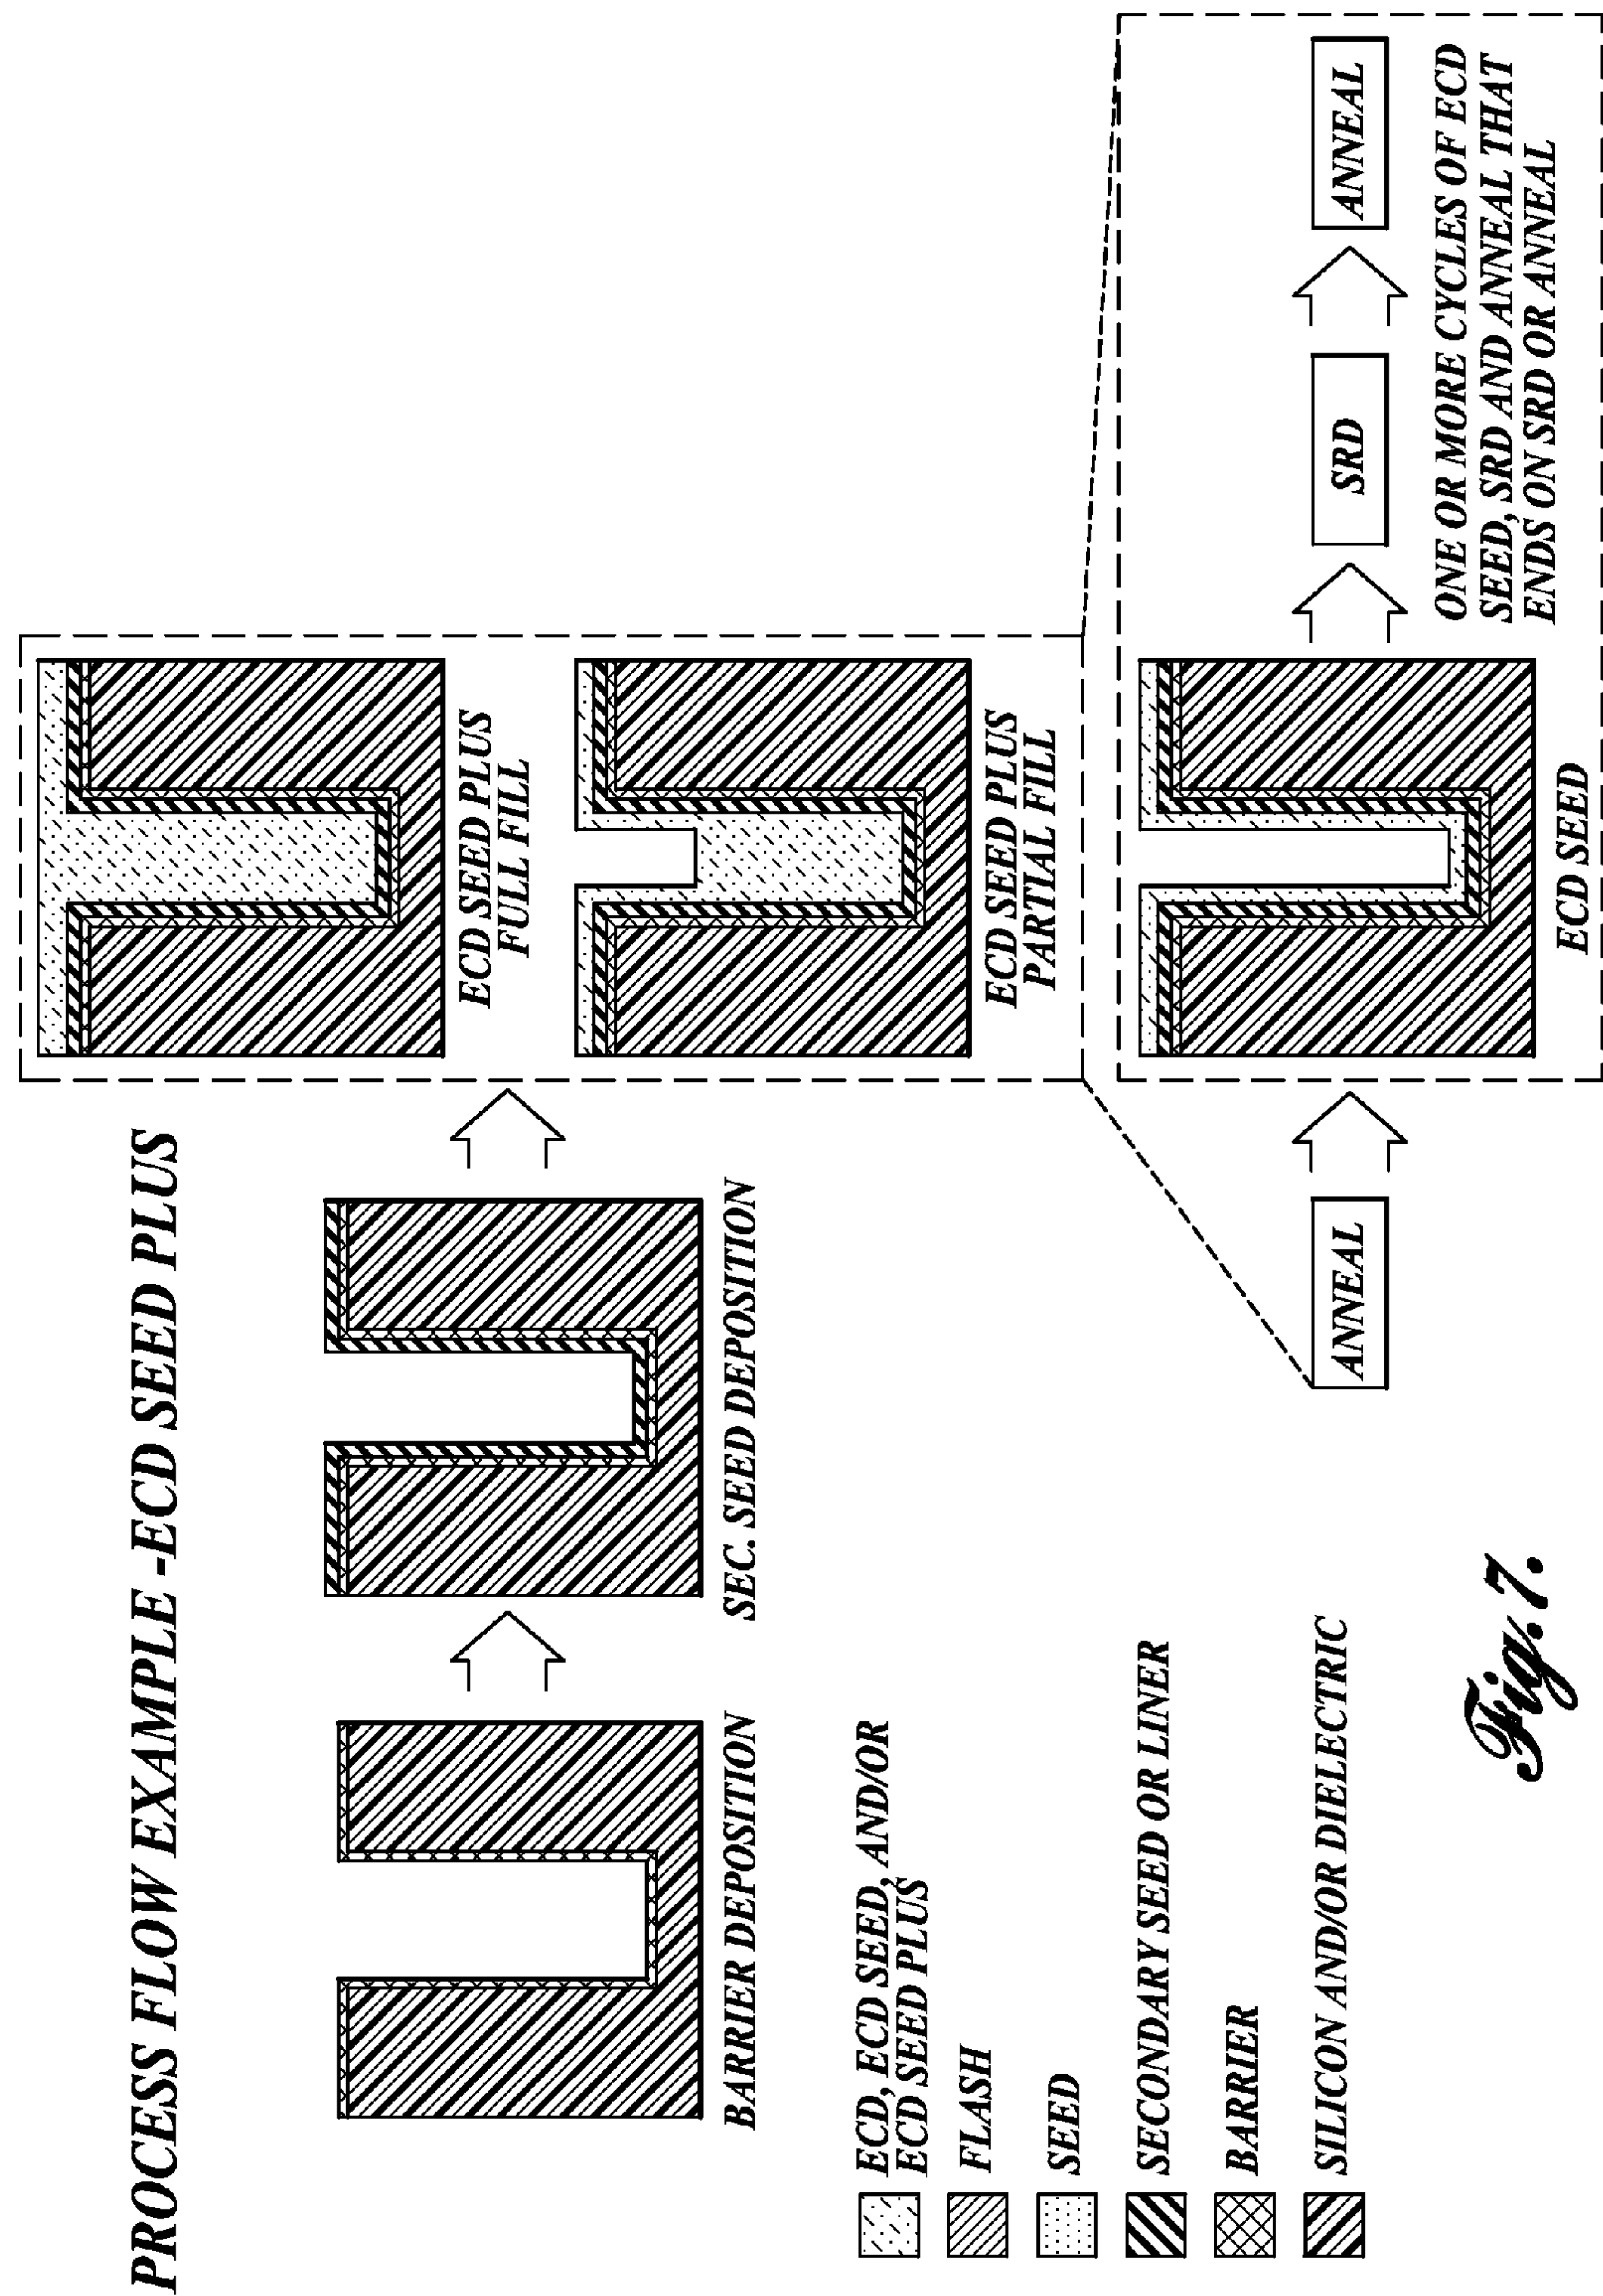 PROCESS FLOW EXAMPLE -ECD SEED PLUS
BARRIER DEPOSITION
SEC. SEED DEPOSITION
ECD SEED PLUS
FULL FILL
ECD SEED PLUS
PARTIAL FILL
ECD, ECD SEED, AND/OR
ECD SEED PLUS
FLASH
SEED
SECONDARY SEED OR LINER
BARRIER
SILICON AND/OR DIELECTRIC
ANNEAL
ECD SEED
SRD
ANNEAL
ONE OR MORE CYCLES OF ECD
SEED, SRD AND ANNEAL THAT
ENDS ON SRD OR ANNEAL
Fig.7.